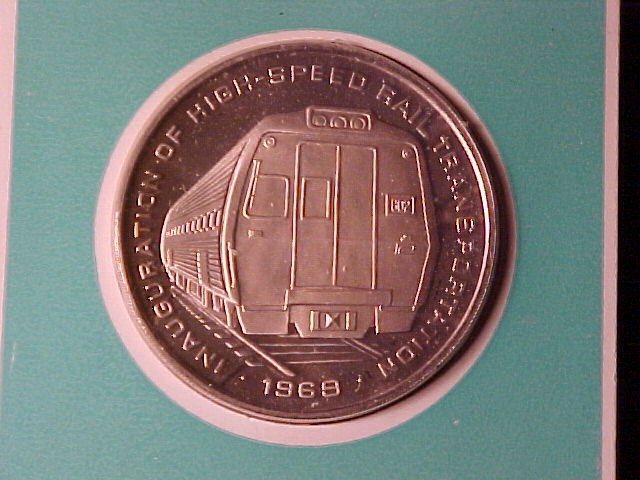 INAUGURATION OF HIGH-SPEED RAIL TRANSPORTATION
1969